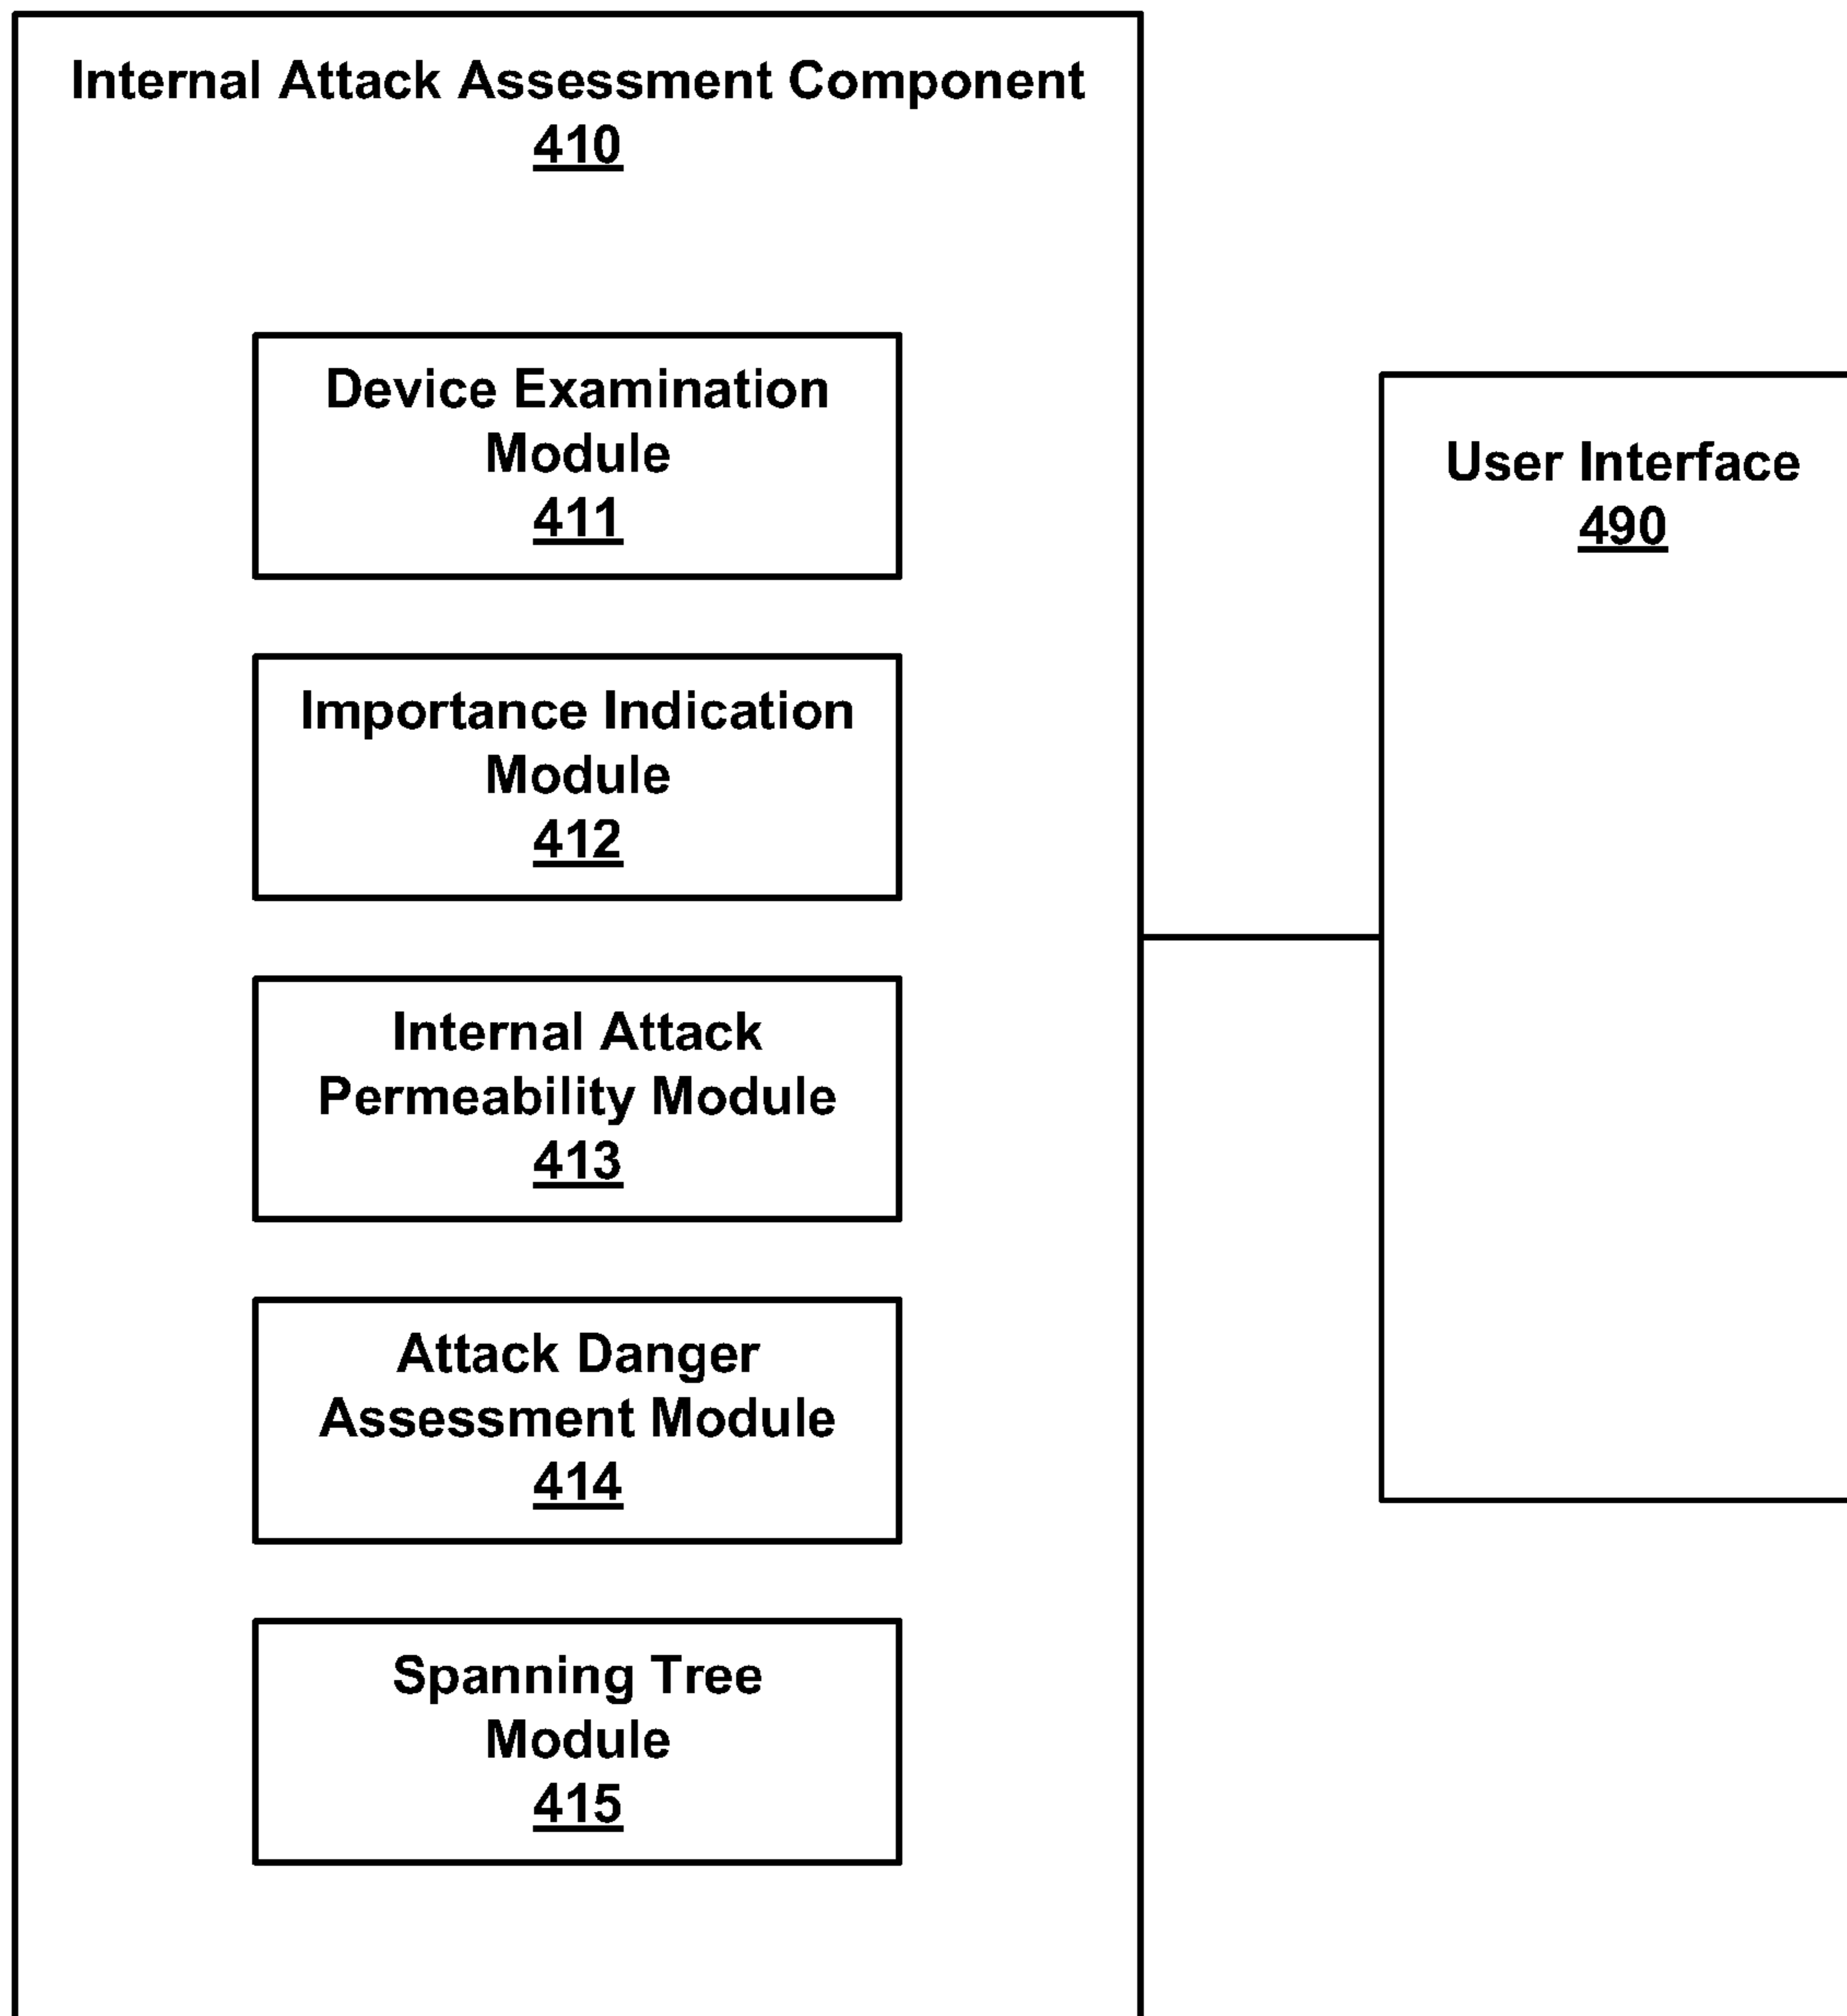 Internal Attack Assessment Component
410
Device Examination
Module
411
Importance Indication
Module
412
Internal Attack
Permeability Module
413
Attack Danger
Assessment Module
414
Spanning Tree
Module
415
User Interface
490